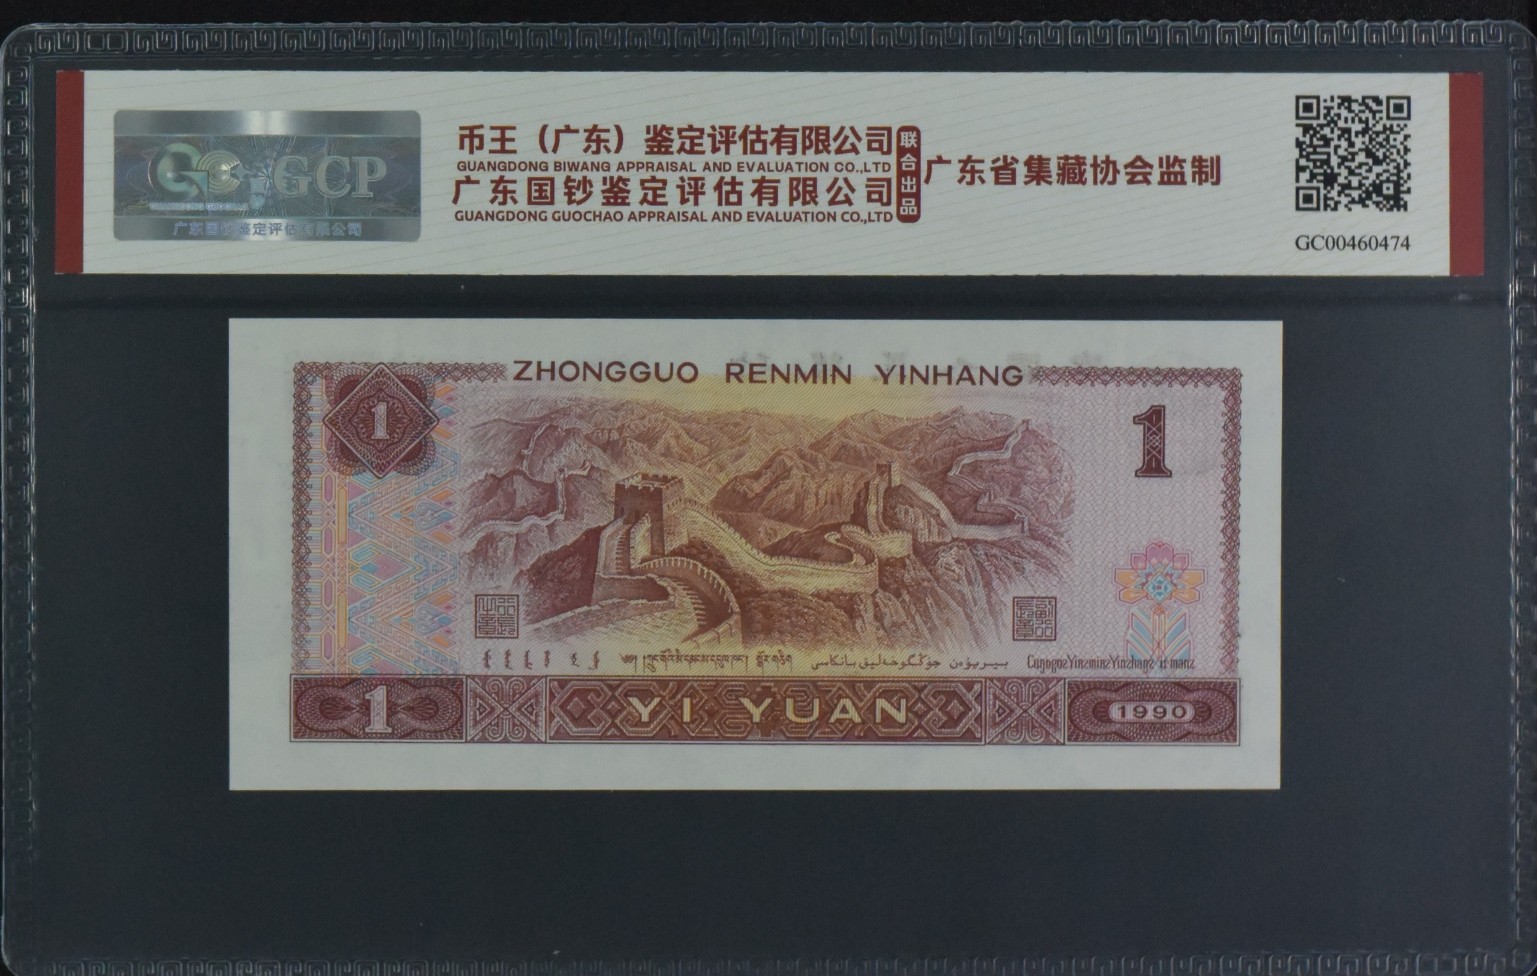 GCP
广东国钞鉴定评估有限公司
币王（广东）鉴定评估有限公司
GUANGDONG BIWANG APPRAISAL AND EVALUATION CO.,LTD
广东国钞鉴定评估有限公司
GUANGDONG GUOCHAO APPRAISAL AND EVALUATION CO.,LTD
联合出品
广东省集藏协会监制
GC00460474
ZHONGGUO RENMIN YINHANG
1
1
1
YI YUAN
1990